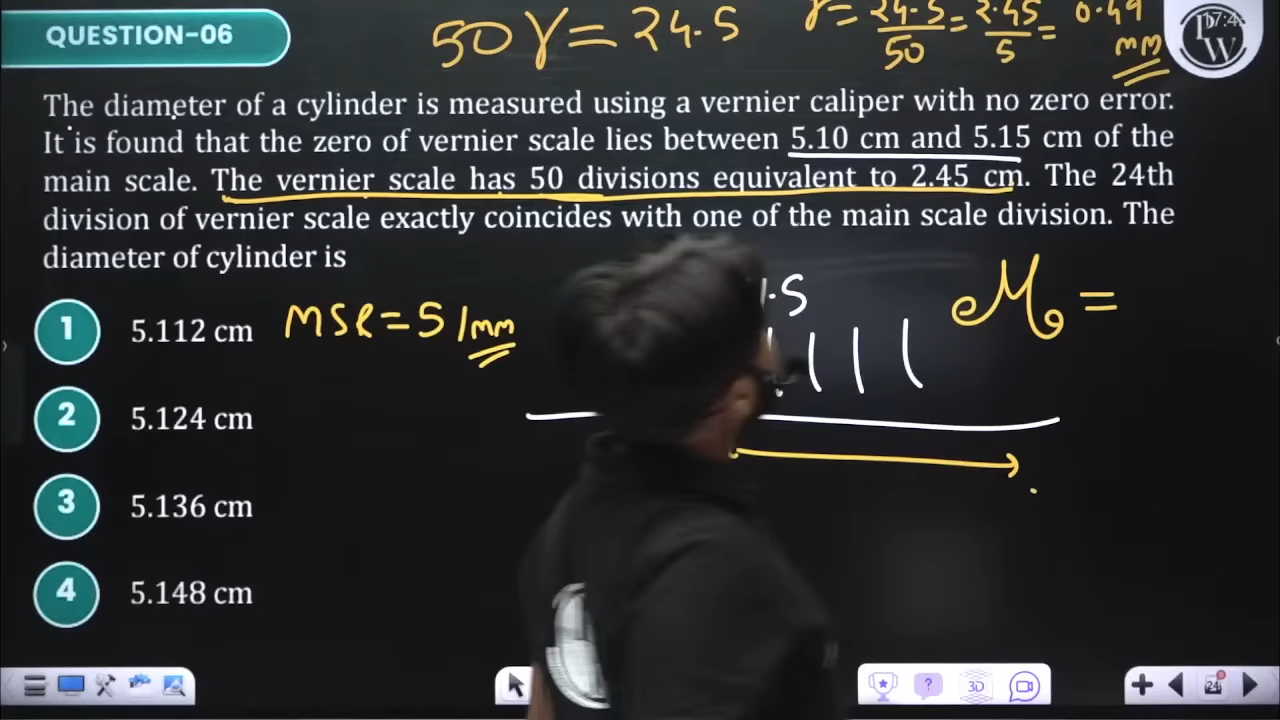 QUESTION-06
50γ = 24.5
γ = 24.5/50 = 2.45/5 = 0.49 mm
The diameter of a cylinder is measured using a vernier caliper with no zero error.
It is found that the zero of vernier scale lies between 5.10 cm and 5.15 cm of the
main scale. The vernier scale has 50 divisions equivalent to 2.45 cm. The 24th
division of vernier scale exactly coincides with one of the main scale division. The
diameter of cylinder is
1 5.112 cm
MSR = 51mm
.5
M =
2 5.124 cm
3 5.136 cm
4 5.148 cm
3D
24